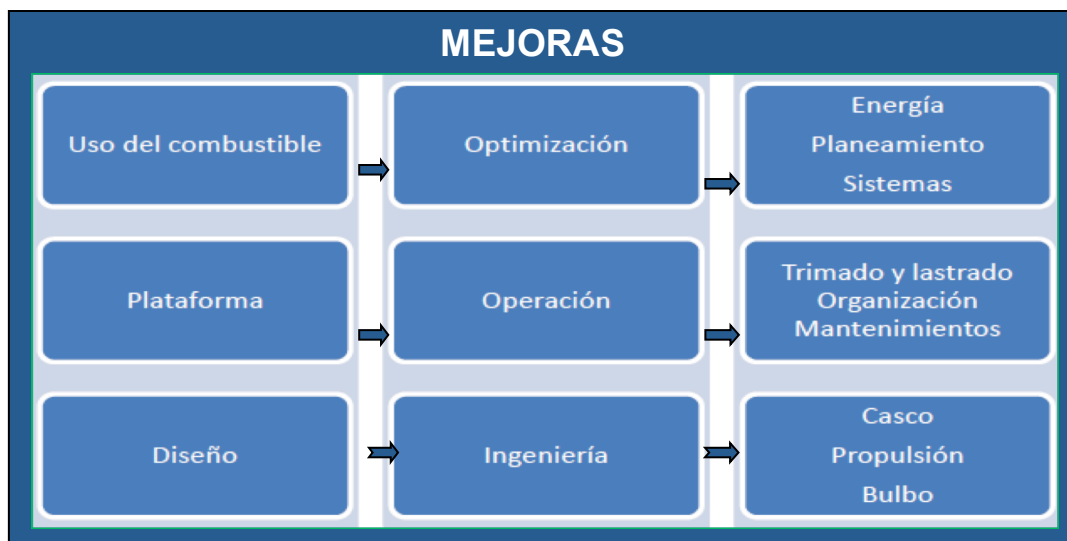 MEJORAS
Uso del combustible
Optimización
Energía
Planeamiento
Sistemas
Plataforma
Operación
Trimado y lastrado
Organización
Mantenimientos
Diseño
Ingeniería
Casco
Propulsión
Bulbo